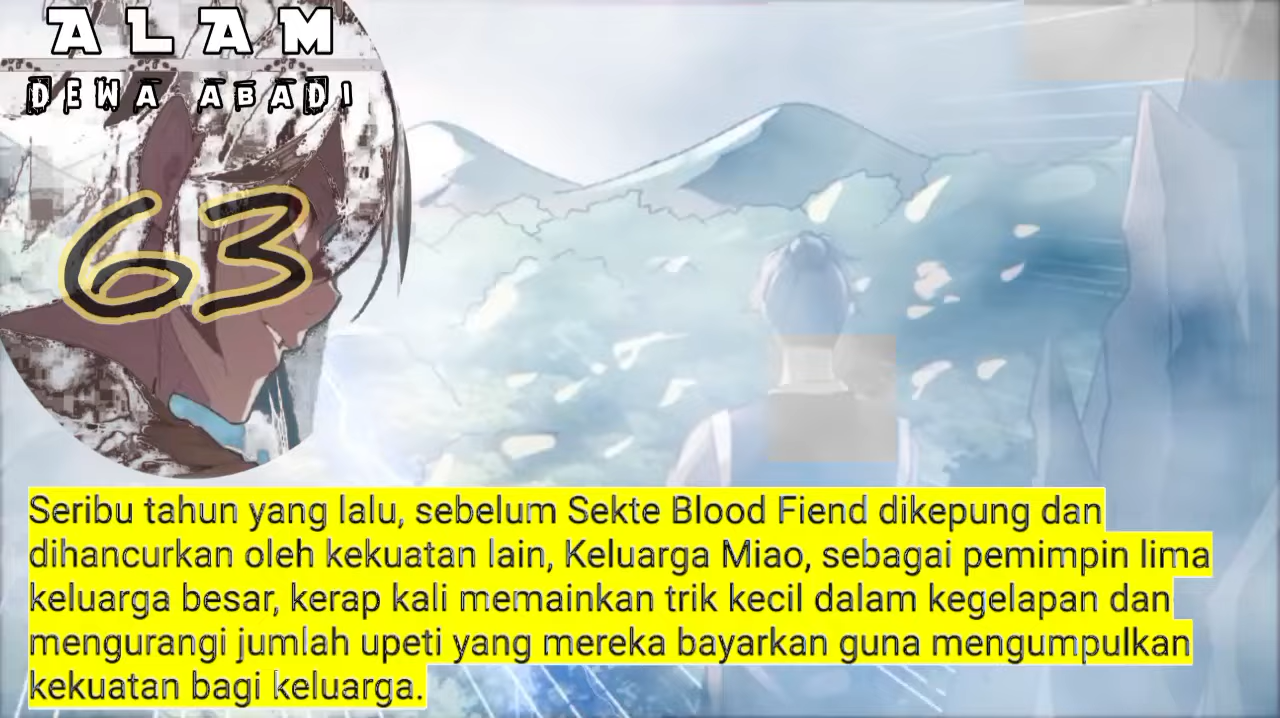 ALAM
DEWA ABADI
63
Seribu tahun yang lalu, sebelum Sekte Blood Fiend dikepung dan
dihancurkan oleh kekuatan lain, Keluarga Miao, sebagai pemimpin lima
keluarga besar, kerap kali memainkan trik kecil dalam kegelapan dan
mengurangi jumlah upeti yang mereka bayarkan guna mengumpulkan
kekuatan bagi keluarga.